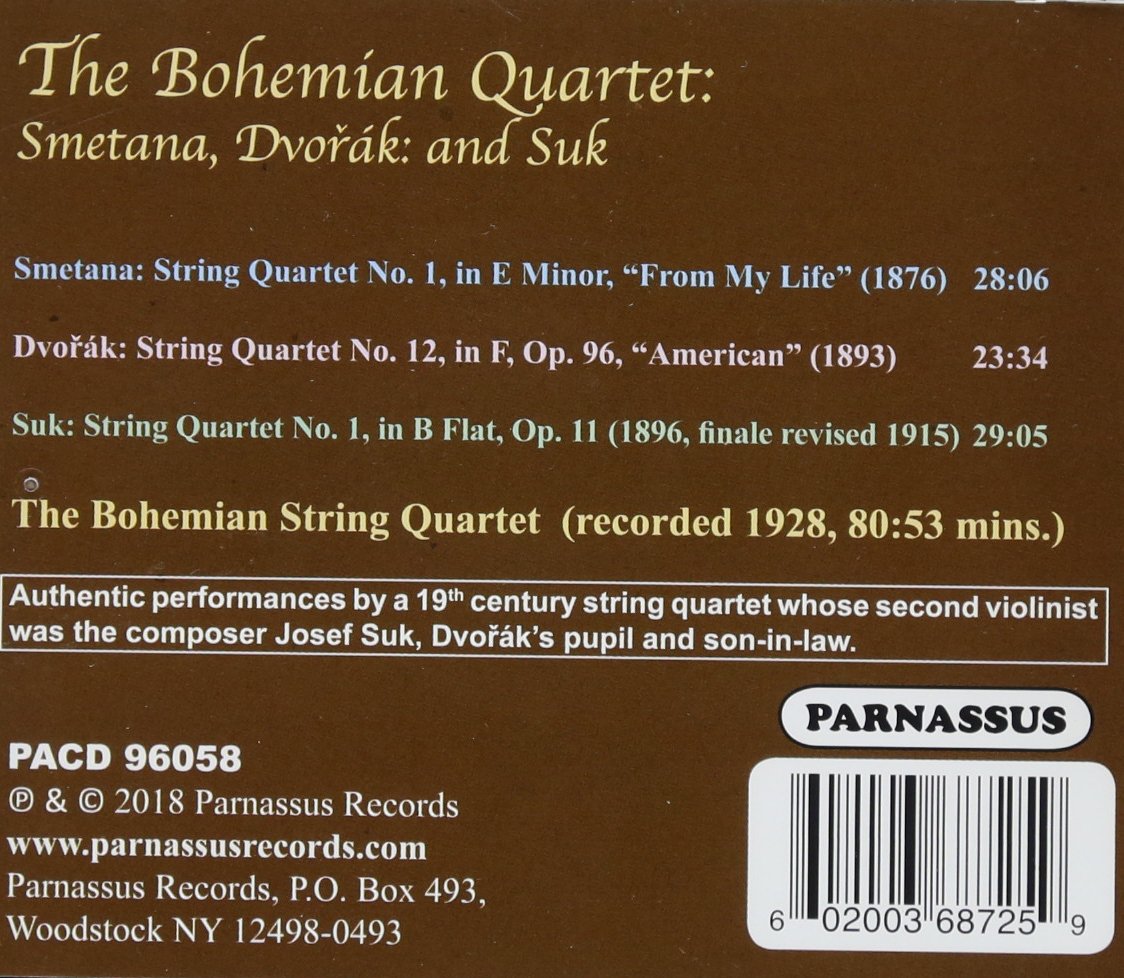 The Bohemian Quartet:
Smetana, Dvořák: and Suk
Smetana: String Quartet No. 1, in E Minor, “From My Life” (1876) 28:06
Dvořák: String Quartet No. 12, in F, Op. 96, “American” (1893) 23:34
Suk: String Quartet No. 1, in B Flat, Op. 11 (1896, finale revised 1915) 29:05
The Bohemian String Quartet (recorded 1928, 80:53 mins.)
Authentic performances by a 19th century string quartet whose second violinist
was the composer Josef Suk, Dvořák’s pupil and son-in-law.
PARNASSUS
PACD 96058
℗ & © 2018 Parnassus Records
www.parnassusrecords.com
Parnassus Records, P.O. Box 493,
Woodstock NY 12498-0493
6 02003 68725 9